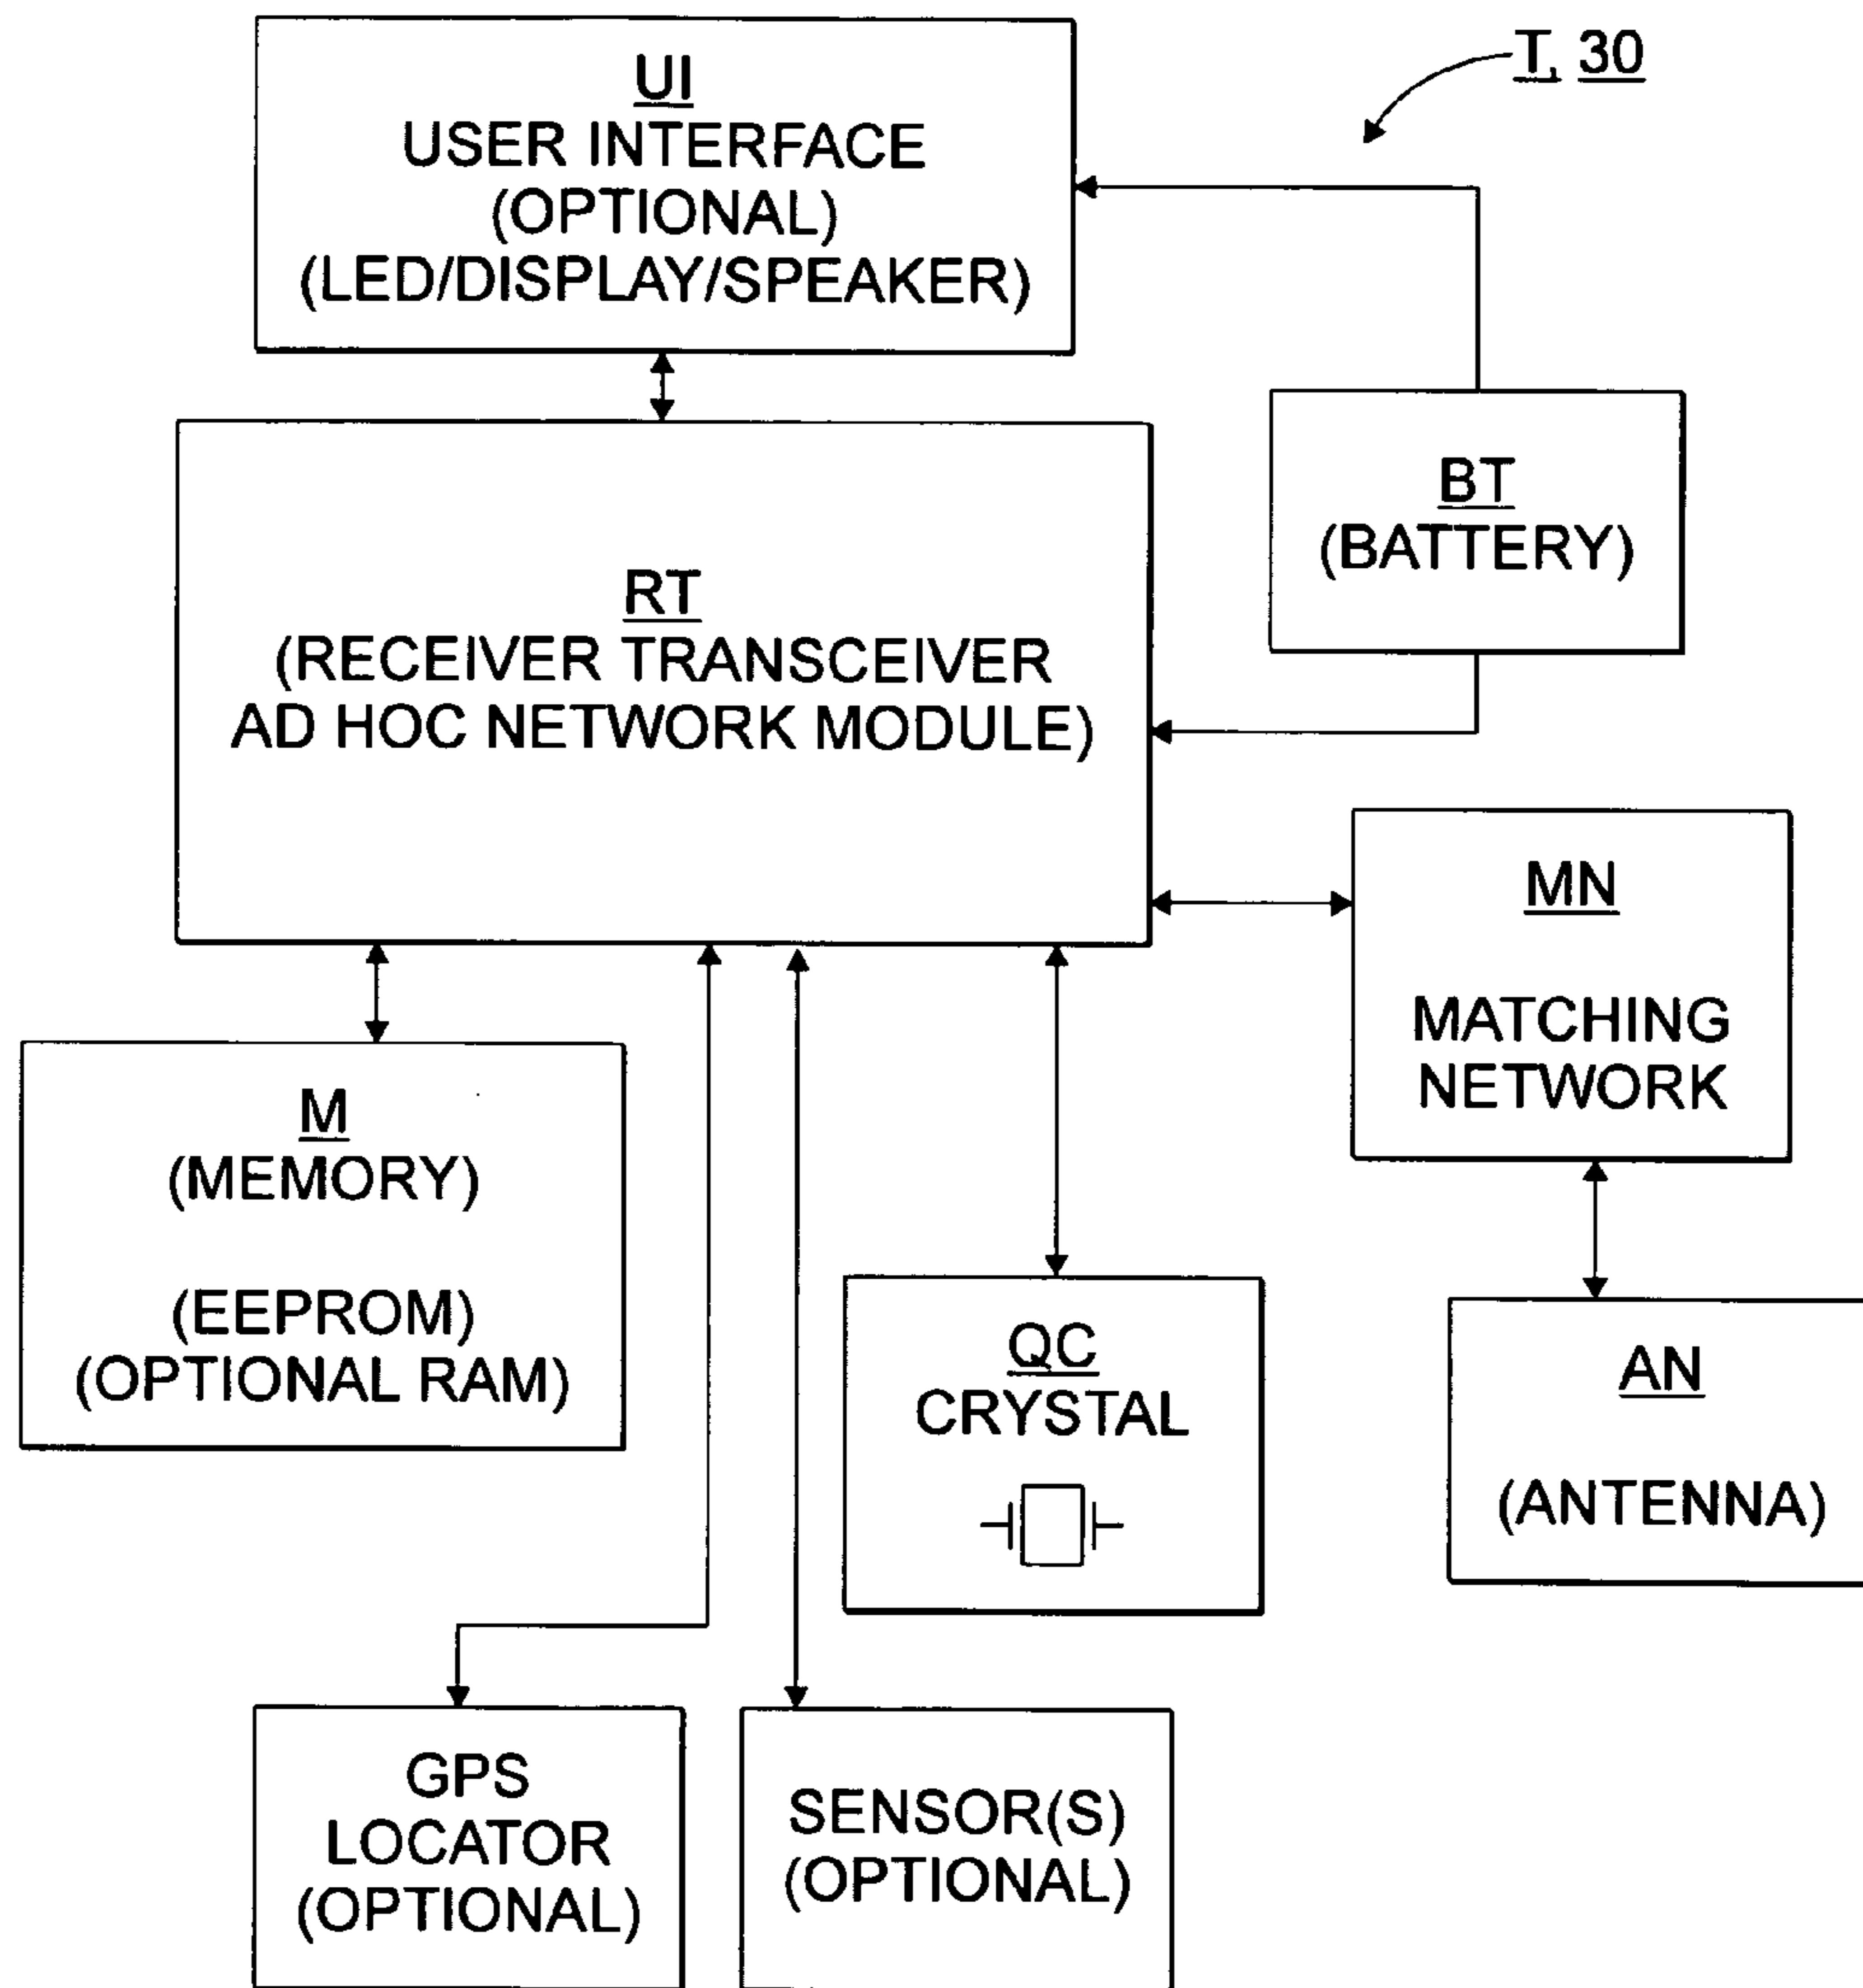 T, 30
UI
USER INTERFACE
(OPTIONAL)
(LED/DISPLAY/SPEAKER)
BT
(BATTERY)
RT
(RECEIVER TRANSCEIVER
AD HOC NETWORK MODULE)
MN
MATCHING
NETWORK
M
(MEMORY)
(EEPROM)
(OPTIONAL RAM)
QC
CRYSTAL
AN
(ANTENNA)
GPS
LOCATOR
(OPTIONAL)
SENSOR(S)
(OPTIONAL)